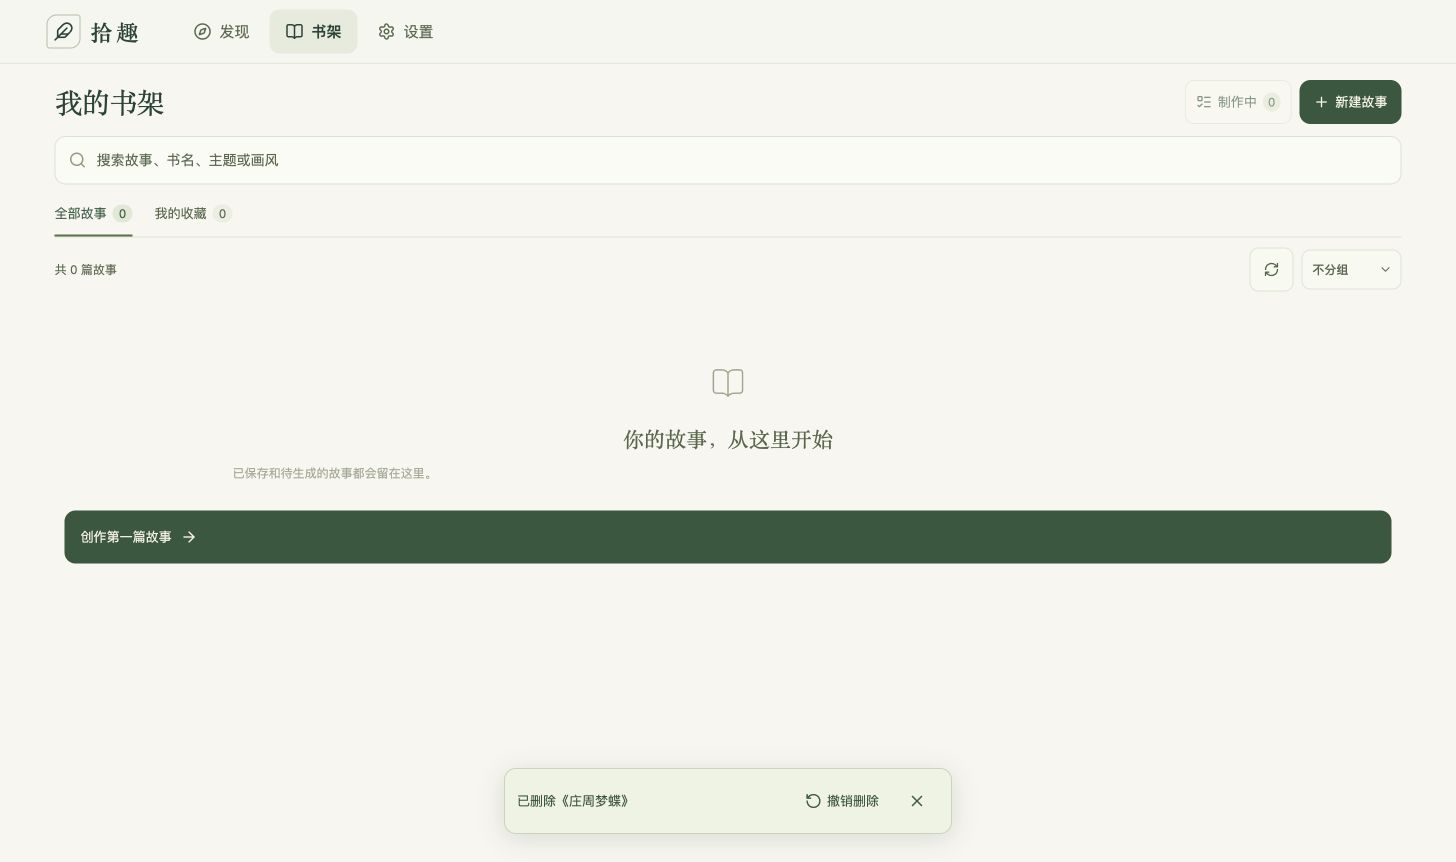 拾趣
发现
书架
设置
我的书架
制作中 0
新建故事
搜索故事、书名、主题或画风
全部故事 0
我的收藏 0
共 0 篇故事
不分组
你的故事，从这里开始
已保存和待生成的故事都会留在这里。
创作第一篇故事
已删除《庄周梦蝶》
撤销删除